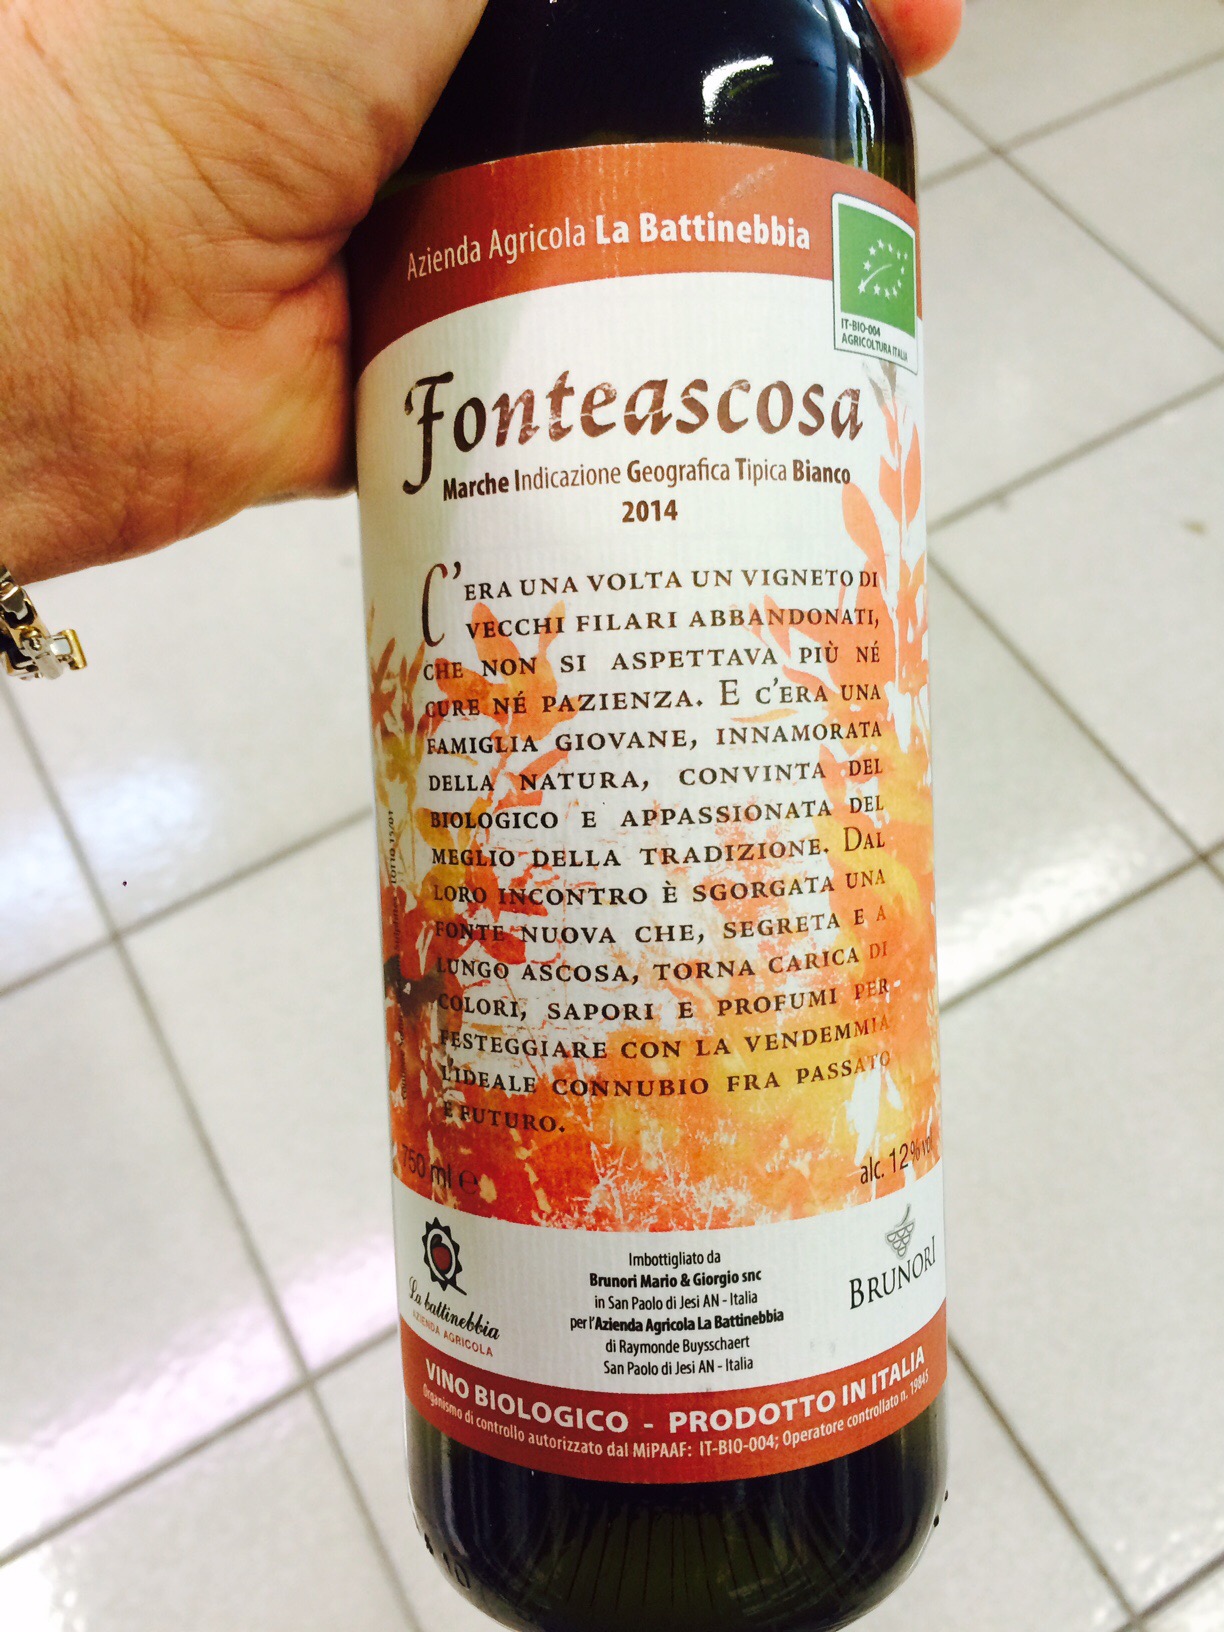 Azienda Agricola La Battinebbia
IT-BIO-004
AGRICOLTURA ITALIA
Fonteascosa
Marche Indicazione Geografica Tipica Bianco
2014
C'ERA UNA VOLTA UN VIGNETO DI
VECCHI FILARI ABBANDONATI,
CHE NON SI ASPETTAVA PIÙ NÉ
CURE NÉ PAZIENZA. E C'ERA UNA
FAMIGLIA GIOVANE, INNAMORATA
DELLA NATURA, CONVINTA DEL
BIOLOGICO E APPASSIONATA DEL
MEGLIO DELLA TRADIZIONE. DAL
LORO INCONTRO È SGORGATA UNA
FONTE NUOVA CHE, SEGRETA E A
LUNGO ASCOSA, TORNA CARICA DI
COLORI, SAPORI E PROFUMI PER
FESTEGGIARE CON LA VENDEMMIA
L'IDEALE CONNUBIO FRA PASSATO
E FUTURO.
750 ml e
alc. 12% vol
La battinebbia
AZIENDA AGRICOLA
Imbottigliato da
Brunori Mario & Giorgio snc
in San Paolo di Jesi AN - Italia
per l'Azienda Agricola La Battinebbia
di Raymonde Buysschaert
San Paolo di Jesi AN - Italia
BRUNORI
VINO BIOLOGICO - PRODOTTO IN ITALIA
Organismo di controllo autorizzato dal MiPAAF: IT-BIO-004; Operatore controllato n. 19845